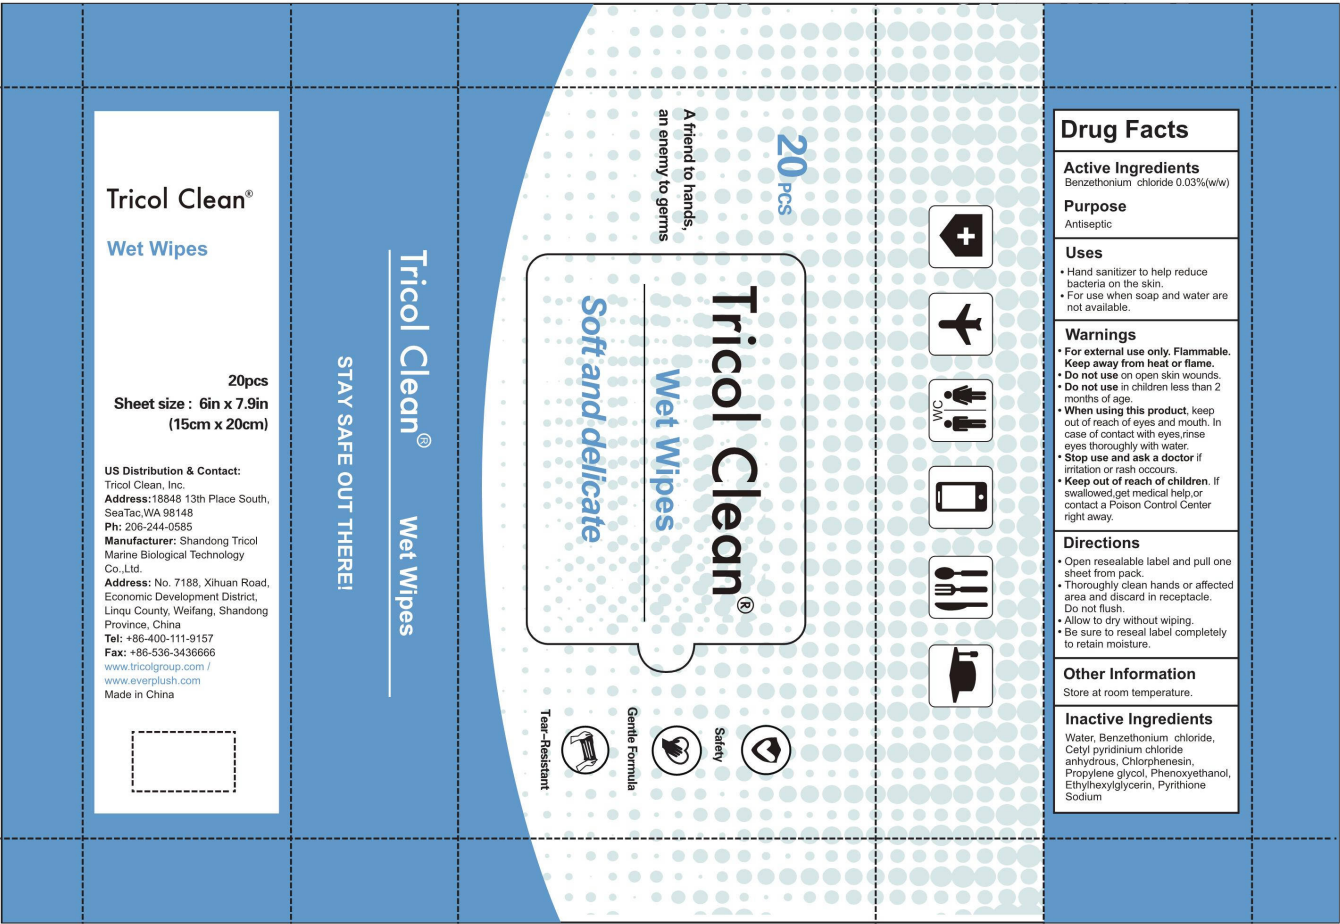 Tricol Clean®
Wet Wipes
20pcs
Sheet size : 6in x 7.9in
(15cm x 20cm)
US Distribution & Contact:
Tricol Clean, Inc.
Address:18848 13th Place South,
SeaTac,WA 98148
Ph: 206-244-0585
Manufacturer: Shandong Tricol
Marine Biological Technology
Co.,Ltd.
Address: No. 7188, Xihuan Road,
Economic Development District,
Linqu County, Weifang, Shandong
Province, China
Tel: +86-400-111-9157
Fax: +86-536-3436666
www.tricolgroup.com /
www.everplush.com
Made in China
Tricol Clean® Wet Wipes
STAY SAFE OUT THERE!
20 PCS
A friend to hands,
an enemy to germs
Tricol Clean®
Wet Wipes
Soft and delicate
Safety
Gentle Formula
Tear-Resistant
WC
Drug Facts
Active Ingredients
Benzethonium chloride 0.03%(w/w)
Purpose
Antiseptic
Uses
• Hand sanitizer to help reduce
bacteria on the skin.
• For use when soap and water are
not available.
Warnings
• For external use only. Flammable.
Keep away from heat or flame.
• Do not use on open skin wounds.
• Do not use in children less than 2
months of age.
• When using this product, keep
out of reach of eyes and mouth. In
case of contact with eyes,rinse
eyes thoroughly with water.
• Stop use and ask a doctor if
irritation or rash occours.
• Keep out of reach of children. If
swallowed,get medical help,or
contact a Poison Control Center
right away.
Directions
• Open resealable label and pull one
sheet from pack.
• Thoroughly clean hands or affected
area and discard in receptacle.
Do not flush.
• Allow to dry without wiping.
• Be sure to reseal label completely
to retain moisture.
Other Information
Store at room temperature.
Inactive Ingredients
Water, Benzethonium chloride,
Cetyl pyridinium chloride
anhydrous, Chlorphenesin,
Propylene glycol, Phenoxyethanol,
Ethylhexylglycerin, Pyrithione
Sodium